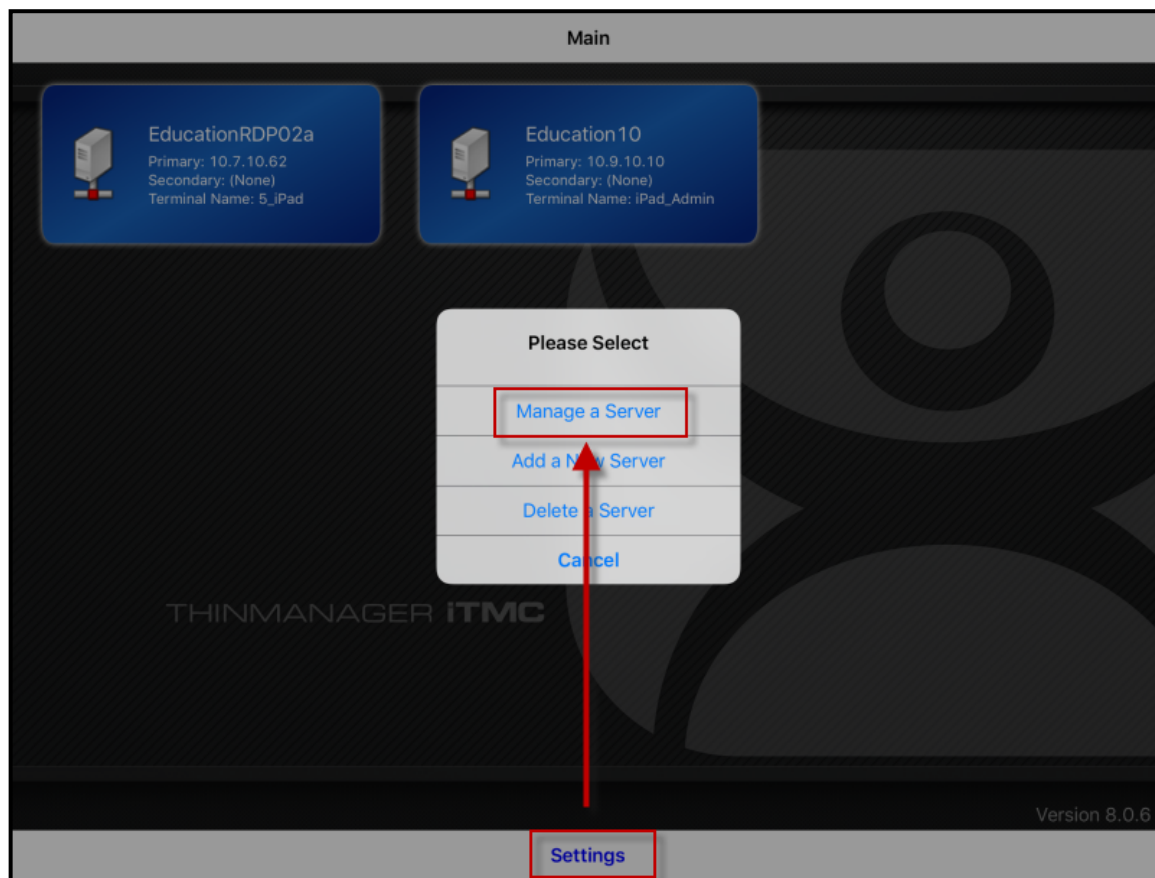 Main
EducationRDP02a
Primary: 10.7.10.62
Secondary: (None)
Terminal Name: 5_iPad
Education10
Primary: 10.9.10.10
Secondary: (None)
Terminal Name: iPad_Admin
Please Select
Manage a Server
Add a New Server
Delete a Server
Cancel
THINMANAGER iTMC
Version 8.0.6
Settings